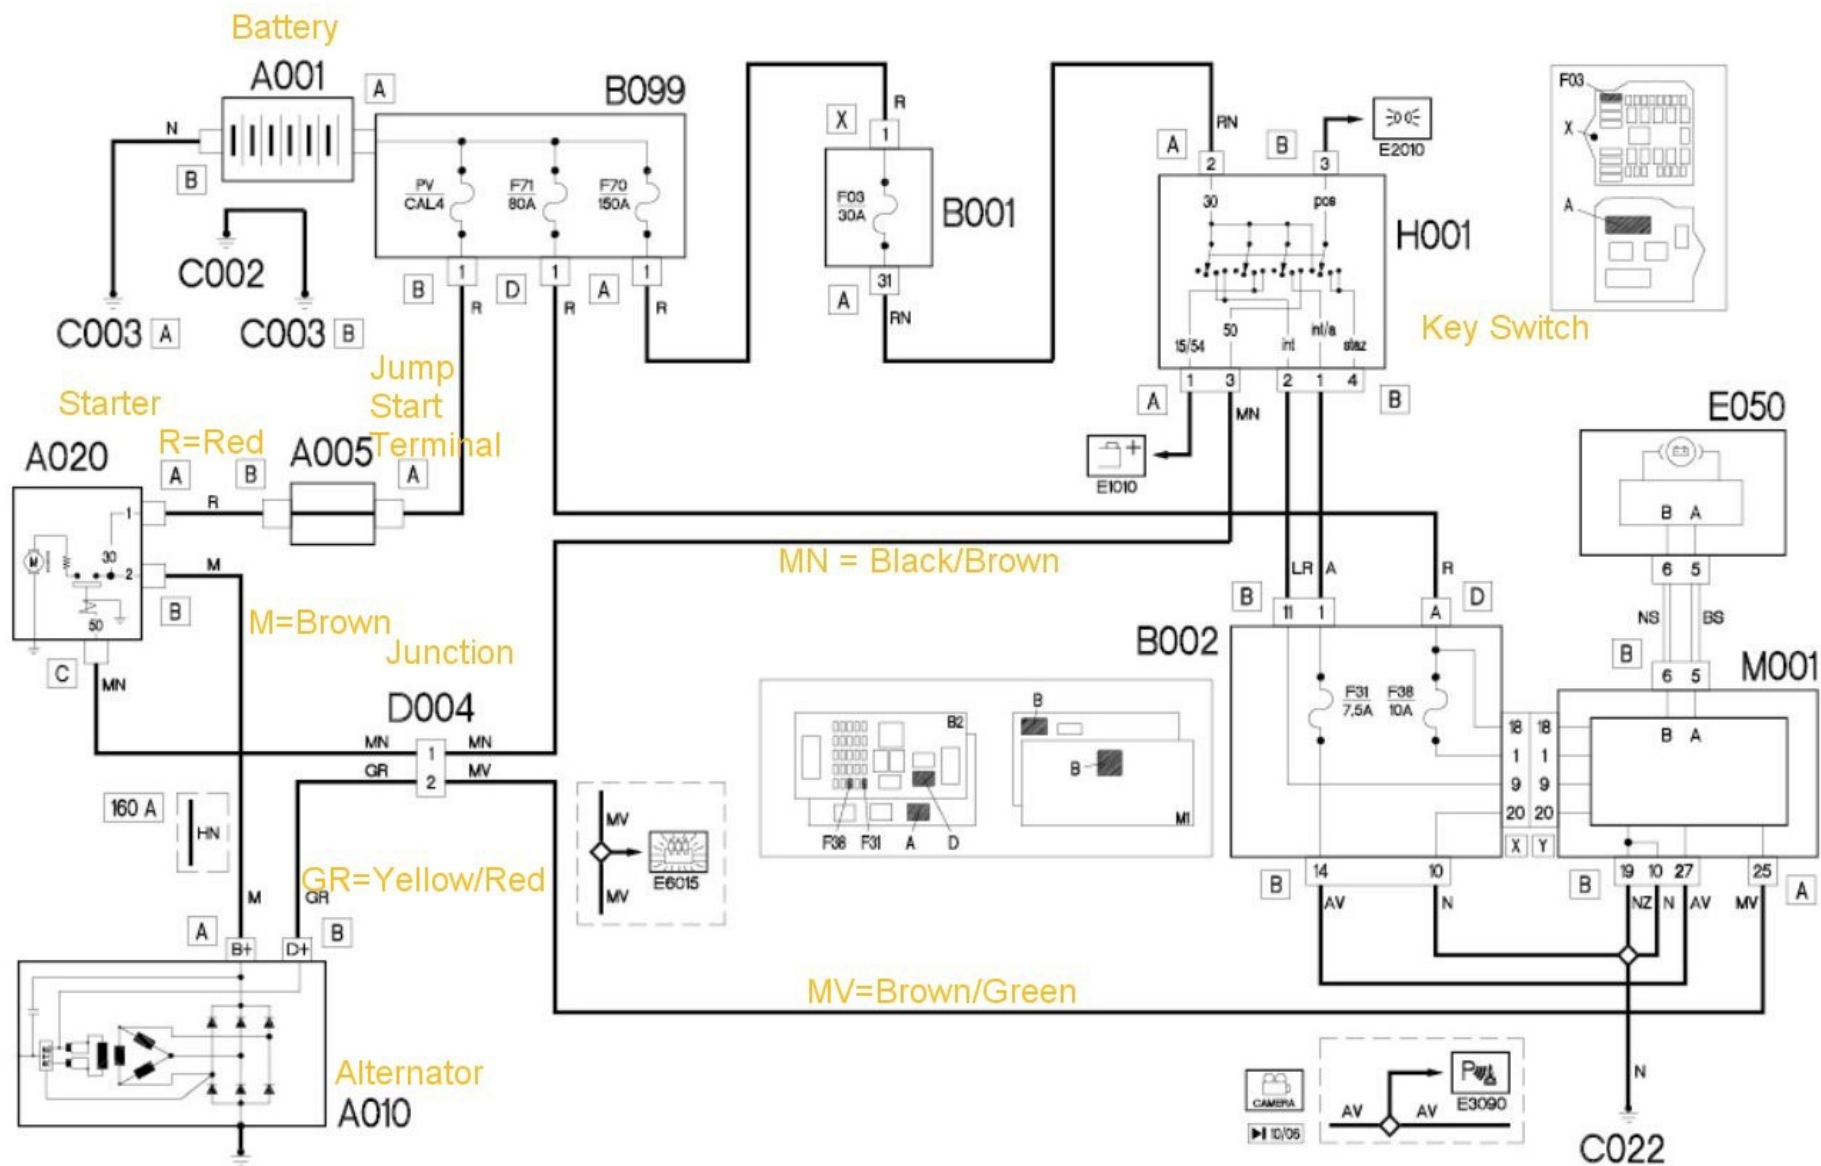 Battery
A001
A
B099
N
B
PV
CAL4
F71
80A
F70
150A
C002
B
1
D
1
A
1
R
R
R
C003 A
C003 B
X
R
1
F03
30A
B001
31
A
RN
RN
A
2
B
3
E2010
30
pos
H001
50
int/a
15/54
int
staz
Key Switch
1
3
2
1
4
A
MN
B
E1010
F03
X
A
Jump
Start
Terminal
Starter
R=Red
A020
A
B
A005
A
R
1
30
M
2
M
B
50
C
MN
M=Brown
Junction
D004
MN
1
MN
GR
2
MV
MN = Black/Brown
E050
B A
6 5
NS
BS
LR
A
R
B
11
1
A
D
B002
B
6 5
M001
B A
F31
7,5A
F38
10A
18 18
1 1
9 9
20 20
X Y
B
14
10
B
19 10 27
25
A
AV
N
NZ
N
AV
MV
160 A
HN
MV
E6015
MV
B2
F38
F31
A
D
B
B
M1
GR=Yellow/Red
M
GR
A
B+
D+
B
MV=Brown/Green
Alternator
A010
CAMERA
10/06
P
E3090
AV
AV
N
C022